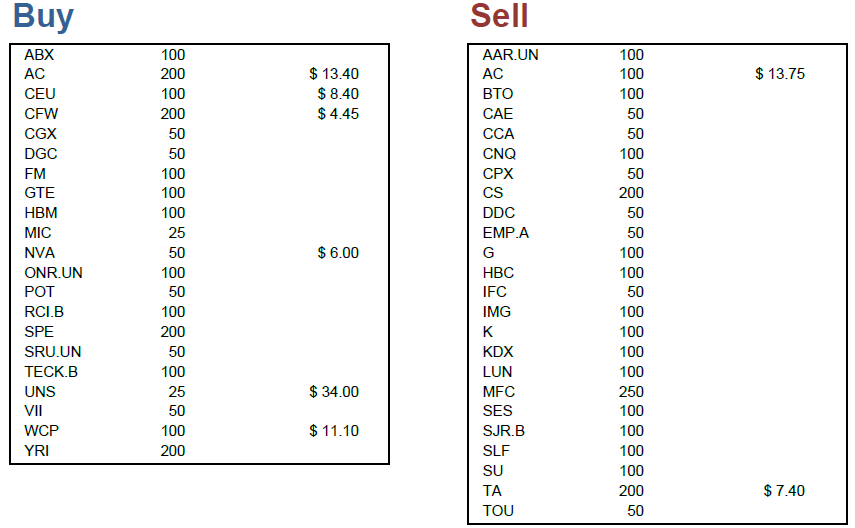 Buy
ABX 100
AC 200 $ 13.40
CEU 100 $ 8.40
CFW 200 $ 4.45
CGX 50
DGC 50
FM 100
GTE 100
HBM 100
MIC 25
NVA 50 $ 6.00
ONR.UN 100
POT 50
RCI.B 100
SPE 200
SRU.UN 50
TECK.B 100
UNS 25 $ 34.00
VII 50
WCP 100 $ 11.10
YRI 200
Sell
AAR.UN 100
AC 100 $ 13.75
BTO 100
CAE 50
CCA 50
CNQ 100
CPX 50
CS 200
DDC 50
EMP.A 50
G 100
HBC 100
IFC 50
IMG 100
K 100
KDX 100
LUN 100
MFC 250
SES 100
SJR.B 100
SLF 100
SU 100
TA 200 $ 7.40
TOU 50